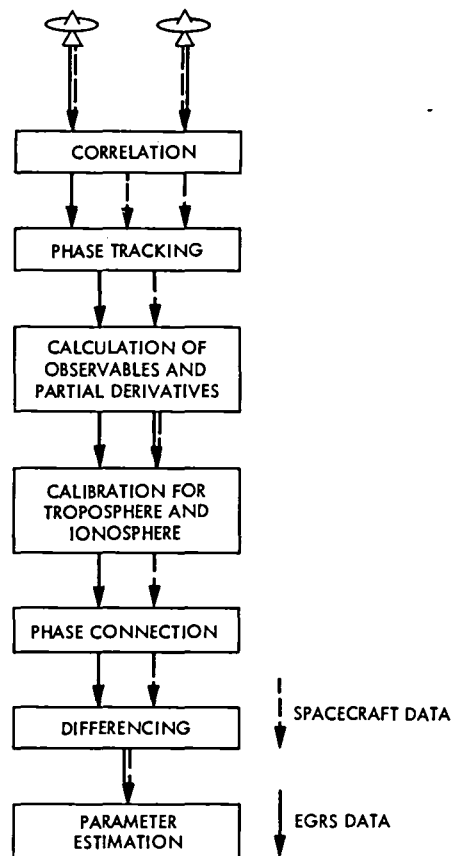 CORRELATION
PHASE TRACKING
CALCULATION OF
OBSERVABLES AND
PARTIAL DERIVATIVES
CALIBRATION FOR
TROPOSPHERE AND
IONOSPHERE
PHASE CONNECTION
DIFFERENCING
SPACECRAFT DATA
PARAMETER
ESTIMATION
EGRS DATA